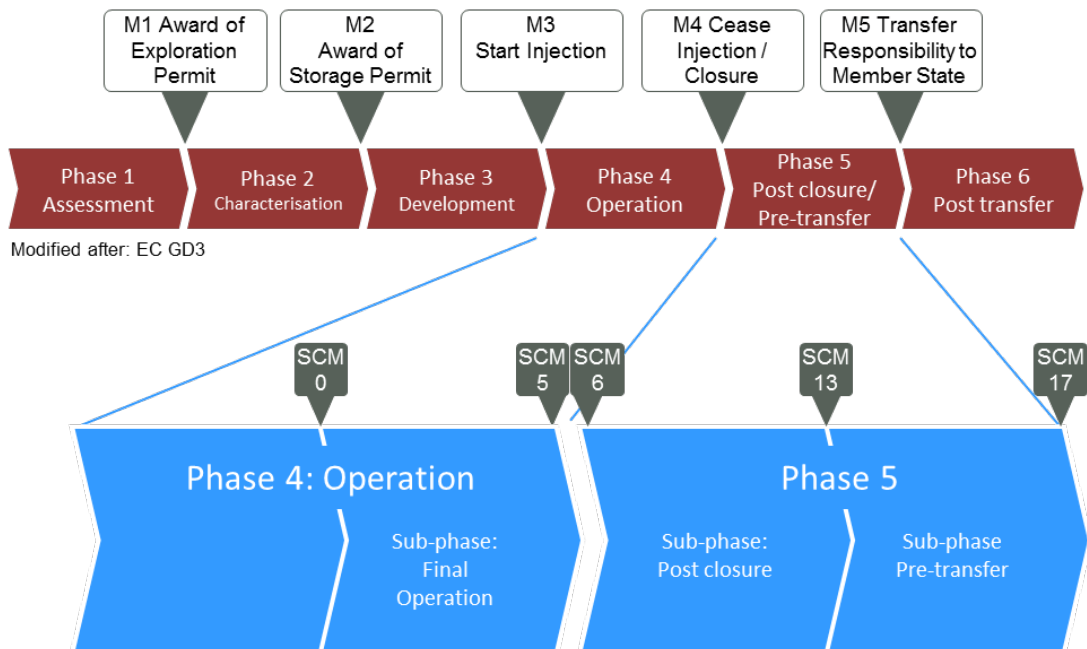 M1 Award of
Exploration
Permit
M2
Award of
Storage Permit
M3
Start Injection
M4 Cease
Injection /
Closure
M5 Transfer
Responsibility to
Member State
Phase 1
Assessment
Phase 2
Characterisation
Phase 3
Development
Phase 4
Operation
Phase 5
Post closure/
Pre-transfer
Phase 6
Post transfer
Modified after: EC GD3
SCM
0
SCM
5
SCM
6
SCM
13
SCM
17
Phase 4: Operation
Phase 5
Sub-phase:
Final
Operation
Sub-phase:
Post closure
Sub-phase
Pre-transfer